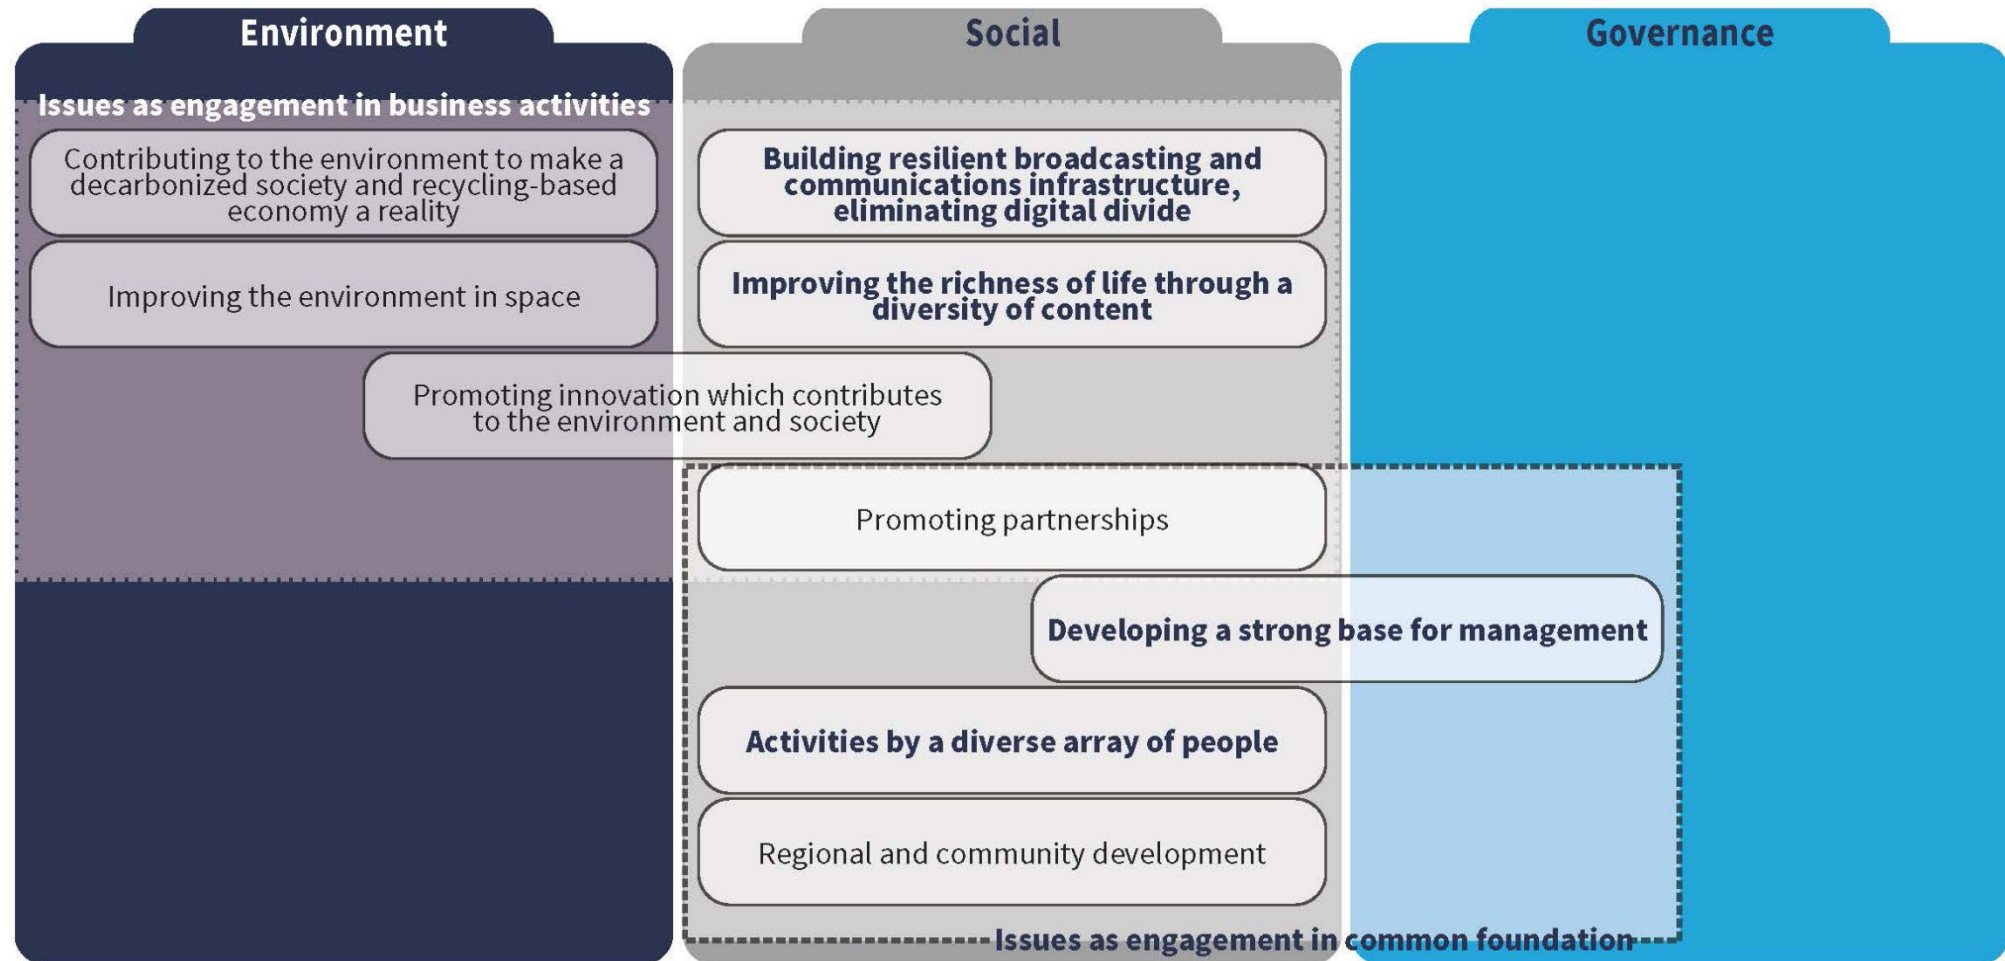 Environment
Social
Governance
Issues as engagement in business activities
Contributing to the environment to make a
decarbonized society and recycling-based
economy a reality
Building resilient broadcasting and
communications infrastructure,
eliminating digital divide
Improving the environment in space
Improving the richness of life through a
diversity of content
Promoting innovation which contributes
to the environment and society
Promoting partnerships
Developing a strong base for management
Activities by a diverse array of people
Regional and community development
Issues as engagement in common foundation